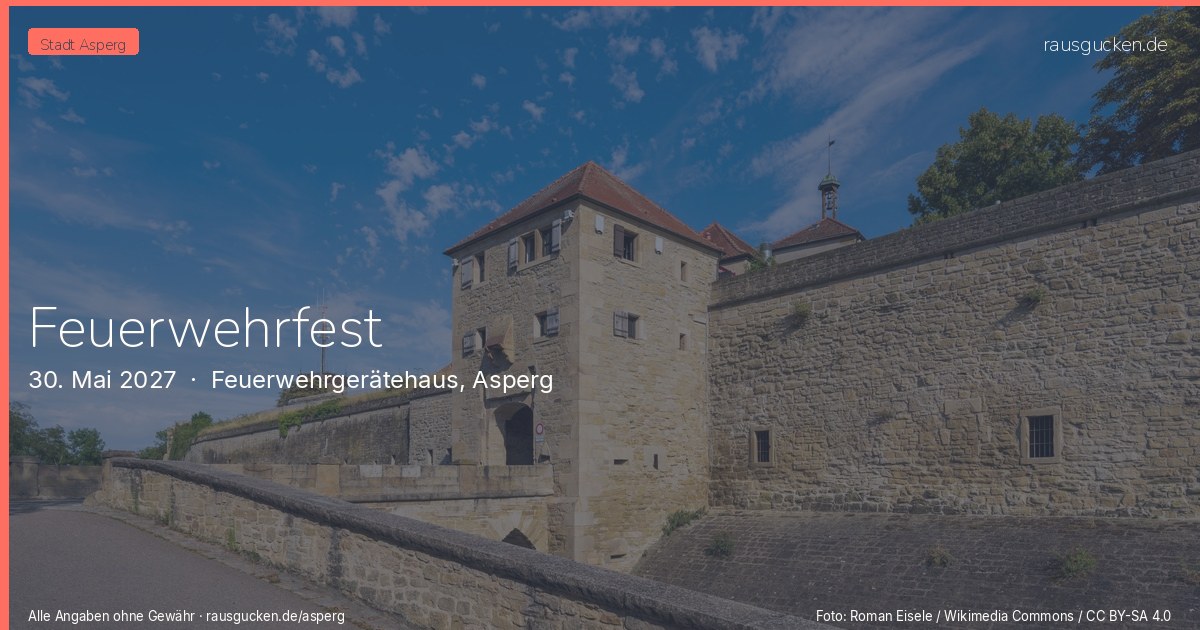 Stadt Asperg
rausgucken.de
Feuerwehrfest
30. Mai 2027 · Feuerwehrgerätehaus, Asperg
Alle Angaben ohne Gewähr · rausgucken.de/asperg
Foto: Roman Eisele / Wikimedia Commons / CC BY-SA 4.0